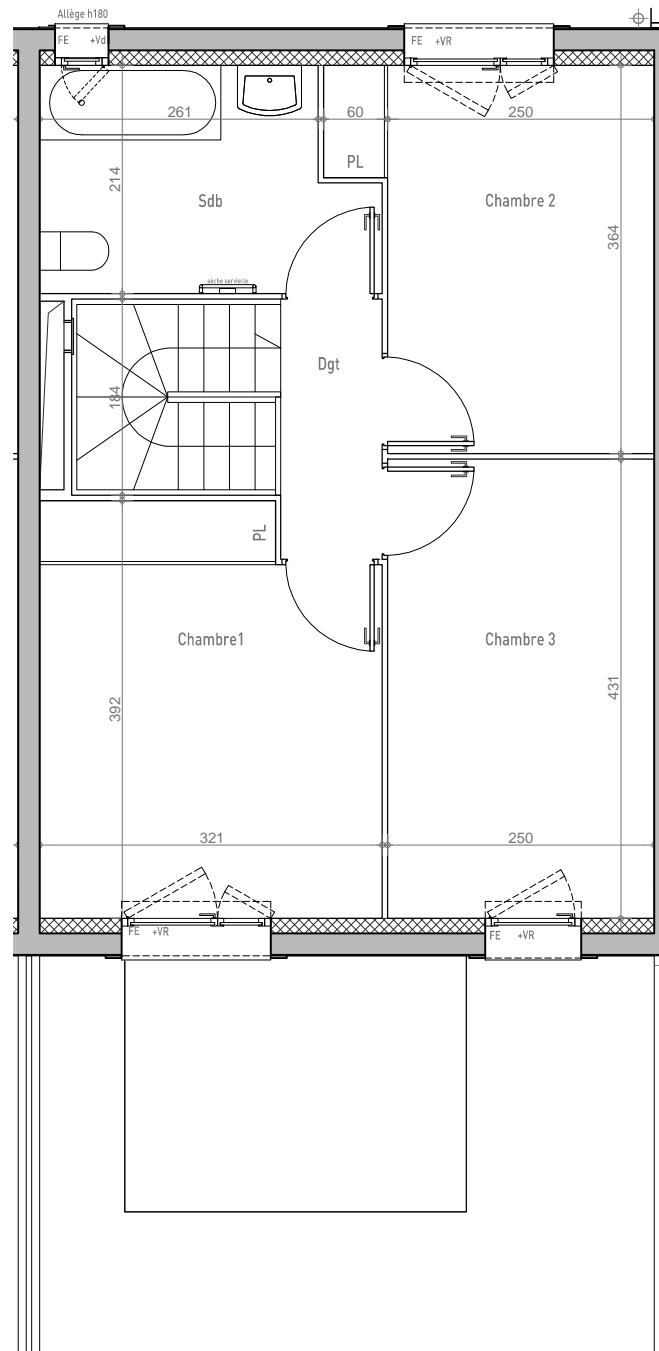 Allège h180
FE +Vd
FE +VR
261
60
250
PL
214
Sdb
Chambre 2
364
sèche serviette
Dgt
184
PL
Chambre1
Chambre 3
392
431
321
250
FE +VR
FE +VR